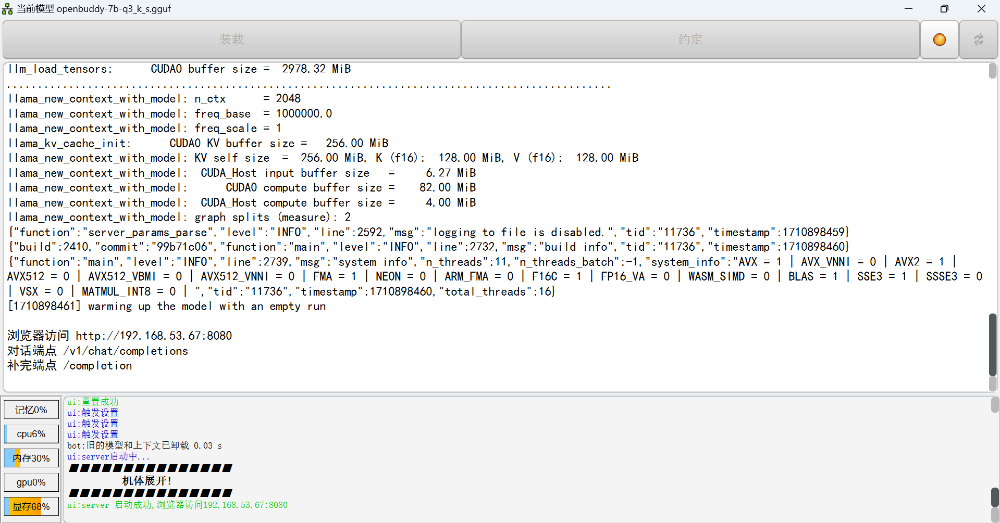 当前模型 openbuddy-7b-q3_k_s.gguf
装载
约定
llm_load_tensors:      CUDA0 buffer size =  2978.32 MiB
.................................................................................................
llama_new_context_with_model: n_ctx      = 2048
llama_new_context_with_model: freq_base  = 1000000.0
llama_new_context_with_model: freq_scale = 1
llama_kv_cache_init:      CUDA0 KV buffer size =   256.00 MiB
llama_new_context_with_model: KV self size  =  256.00 MiB, K (f16):  128.00 MiB, V (f16):  128.00 MiB
llama_new_context_with_model:  CUDA_Host input buffer size   =     6.27 MiB
llama_new_context_with_model:      CUDA0 compute buffer size =    82.00 MiB
llama_new_context_with_model:  CUDA_Host compute buffer size =     4.00 MiB
llama_new_context_with_model: graph splits (measure): 2
{"function":"server_params_parse","level":"INFO","line":2592,"msg":"logging to file is disabled.","tid":"11736","timestamp":1710898459}
{"build":2410,"commit":"99b71c06","function":"main","level":"INFO","line":2732,"msg":"build info","tid":"11736","timestamp":1710898460}
{"function":"main","level":"INFO","line":2739,"msg":"system info","n_threads":11,"n_threads_batch":-1,"system_info":"AVX = 1 | AVX_VNNI = 0 | AVX2 = 1 |
AVX512 = 0 | AVX512_VBMI = 0 | AVX512_VNNI = 0 | FMA = 1 | NEON = 0 | ARM_FMA = 0 | F16C = 1 | FP16_VA = 0 | WASM_SIMD = 0 | BLAS = 1 | SSE3 = 1 | SSSE3 = 0
| VSX = 0 | MATMUL_INT8 = 0 | ","tid":"11736","timestamp":1710898460,"total_threads":16}
[1710898461] warming up the model with an empty run
浏览器访问 http://192.168.53.67:8080
对话端点 /v1/chat/completions
补完端点 /completion
记忆0%
cpu6%
内存30%
gpu0%
显存68%
ui:重置成功
ui:触发设置
ui:触发设置
ui:触发设置
bot:旧的模型和上下文已卸载 0.03 s
ui:server启动中...
机体展开!
ui:server 启动成功,浏览器访问192.168.53.67:8080